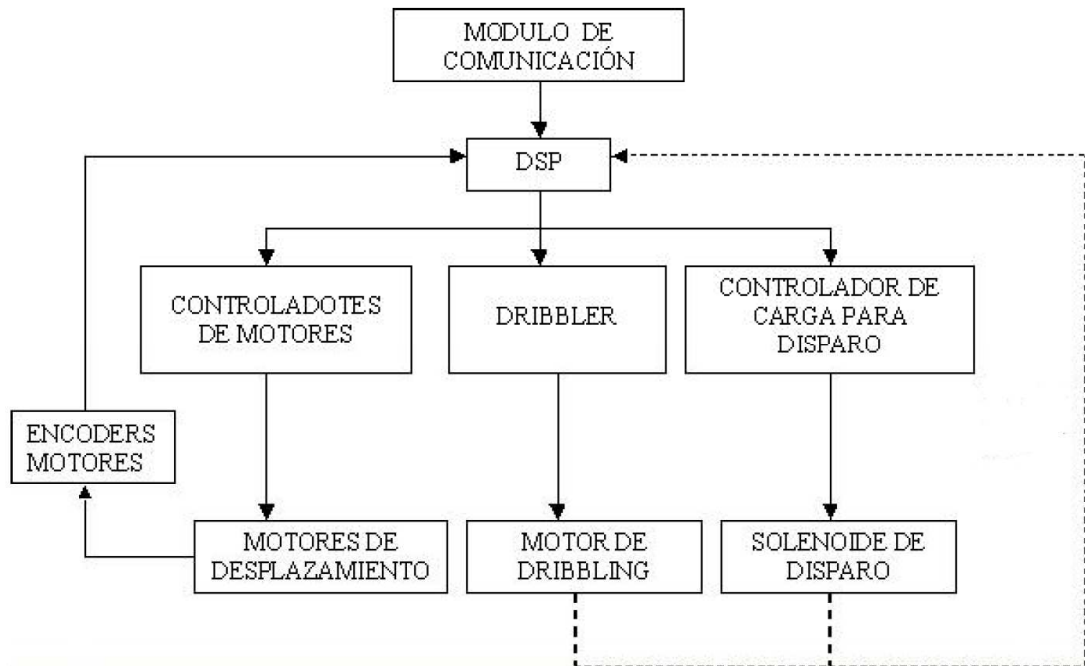 MODULO DE
COMUNICACIÓN
DSP
CONTROLADOTES
DE MOTORES
DRIBBLER
CONTROLADOR DE
CARGA PARA
DISPARO
ENCODERS
MOTORES
MOTORES DE
DESPLAZAMIENTO
MOTOR DE
DRIBBLING
SOLENOIDE DE
DISPARO